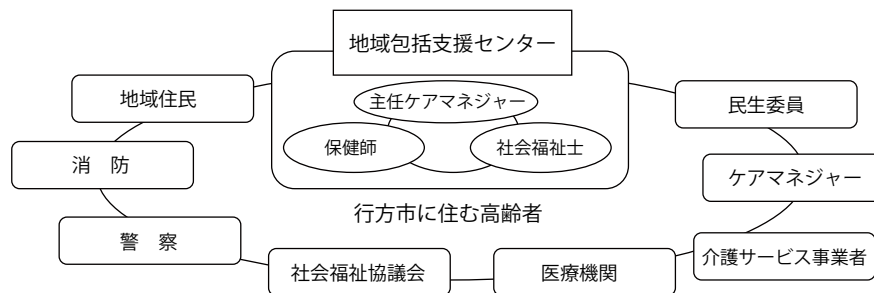 地域包括支援センター
地域住民
主任ケアマネジャー
民生委員
保健師
社会福祉士
消　防
ケアマネジャー
行方市に住む高齢者
警　察
介護サービス事業者
社会福祉協議会
医療機関